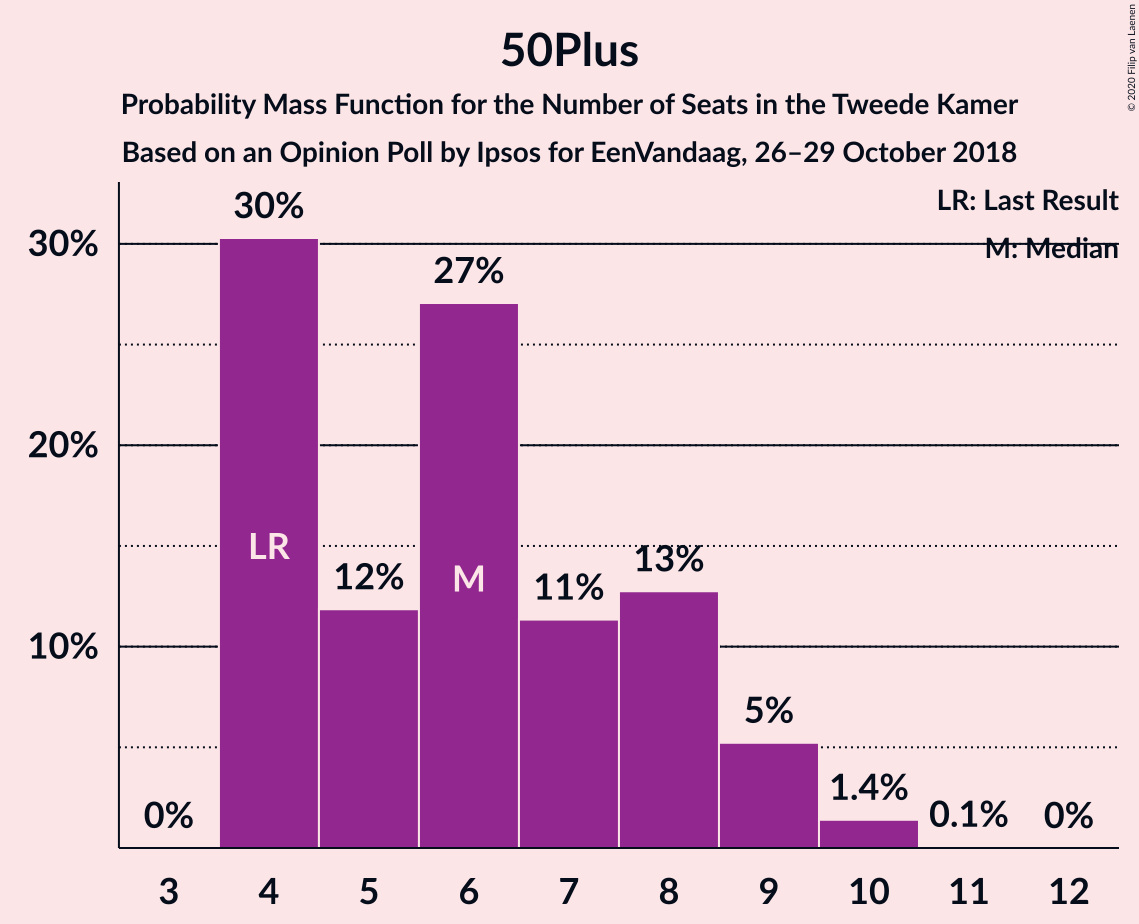 50Plus
Probability Mass Function for the Number of Seats in the Tweede Kamer
Based on an Opinion Poll by Ipsos for EenVandaag, 26–29 October 2018
© 2020 Filip van Laenen
LR: Last Result
M: Median
30%
20%
10%
0%
30%
12%
27%
11%
13%
5%
1.4%
0.1%
0%
LR
M
3 4 5 6 7 8 9 10 11 12